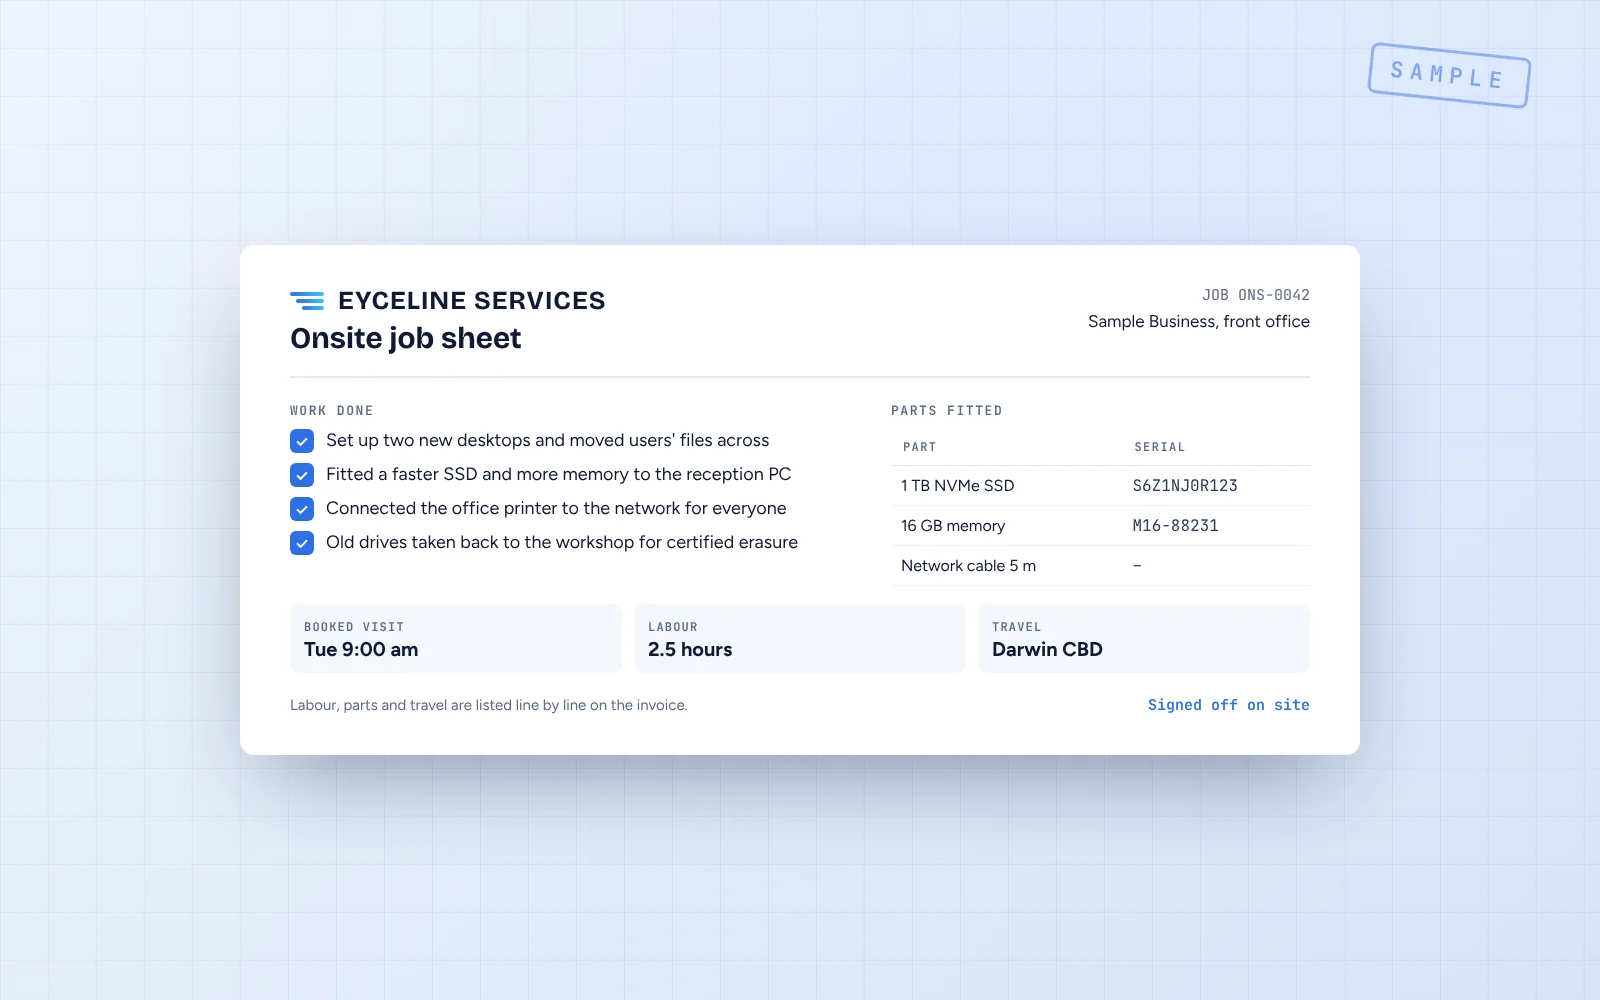 SAMPLE
EYCELINE SERVICES
Onsite job sheet
JOB ONS-0042
Sample Business, front office
WORK DONE
Set up two new desktops and moved users' files across
Fitted a faster SSD and more memory to the reception PC
Connected the office printer to the network for everyone
Old drives taken back to the workshop for certified erasure
PARTS FITTED
PART SERIAL
1 TB NVMe SSD S6Z1NJ0R123
16 GB memory M16-88231
Network cable 5 m –
BOOKED VISIT
Tue 9:00 am
LABOUR
2.5 hours
TRAVEL
Darwin CBD
Labour, parts and travel are listed line by line on the invoice.
Signed off on site